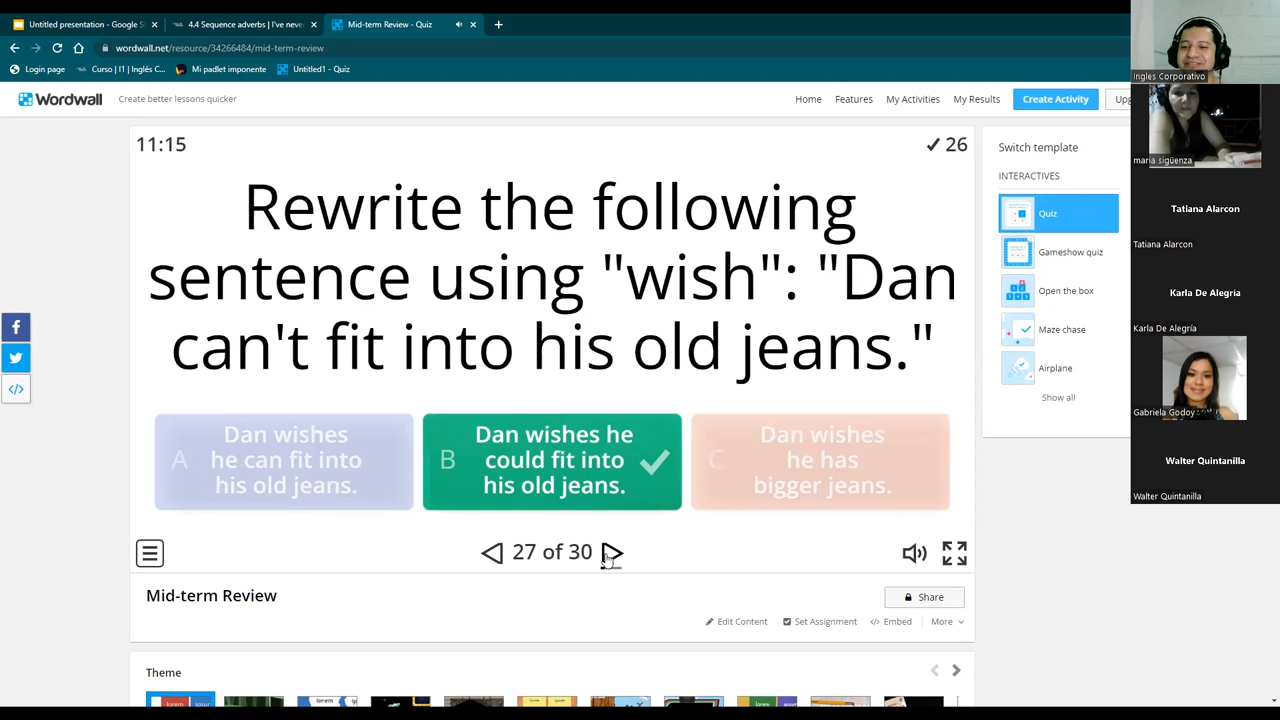 Untitled presentation - Google S
4.4 Sequence adverbs | I've neve
Mid-term Review - Quiz
wordwall.net/resource/34266484/mid-term-review
Login page
Curso | I1 | Inglés C...
Mi padlet imponente
Untitled1 - Quiz
Wordwall
Create better lessons quicker
Home
Features
My Activities
My Results
Create Activity
Upg
11:15
26
Rewrite the following
sentence using "wish": "Dan
can't fit into his old jeans."
A
Dan wishes
he can fit into
his old jeans.
B
Dan wishes he
could fit into
his old jeans.
C
Dan wishes
he has
bigger jeans.
27 of 30
Mid-term Review
Share
Edit Content
Set Assignment
Embed
More
Theme
Switch template
INTERACTIVES
Quiz
Gameshow quiz
Open the box
Maze chase
Airplane
Show all
Ingles Corporativo
maria sigüenza
Tatiana Alarcon
Tatiana Alarcon
Karla De Alegría
Karla De Alegría
Gabriela Godoy
Walter Quintanilla
Walter Quintanilla